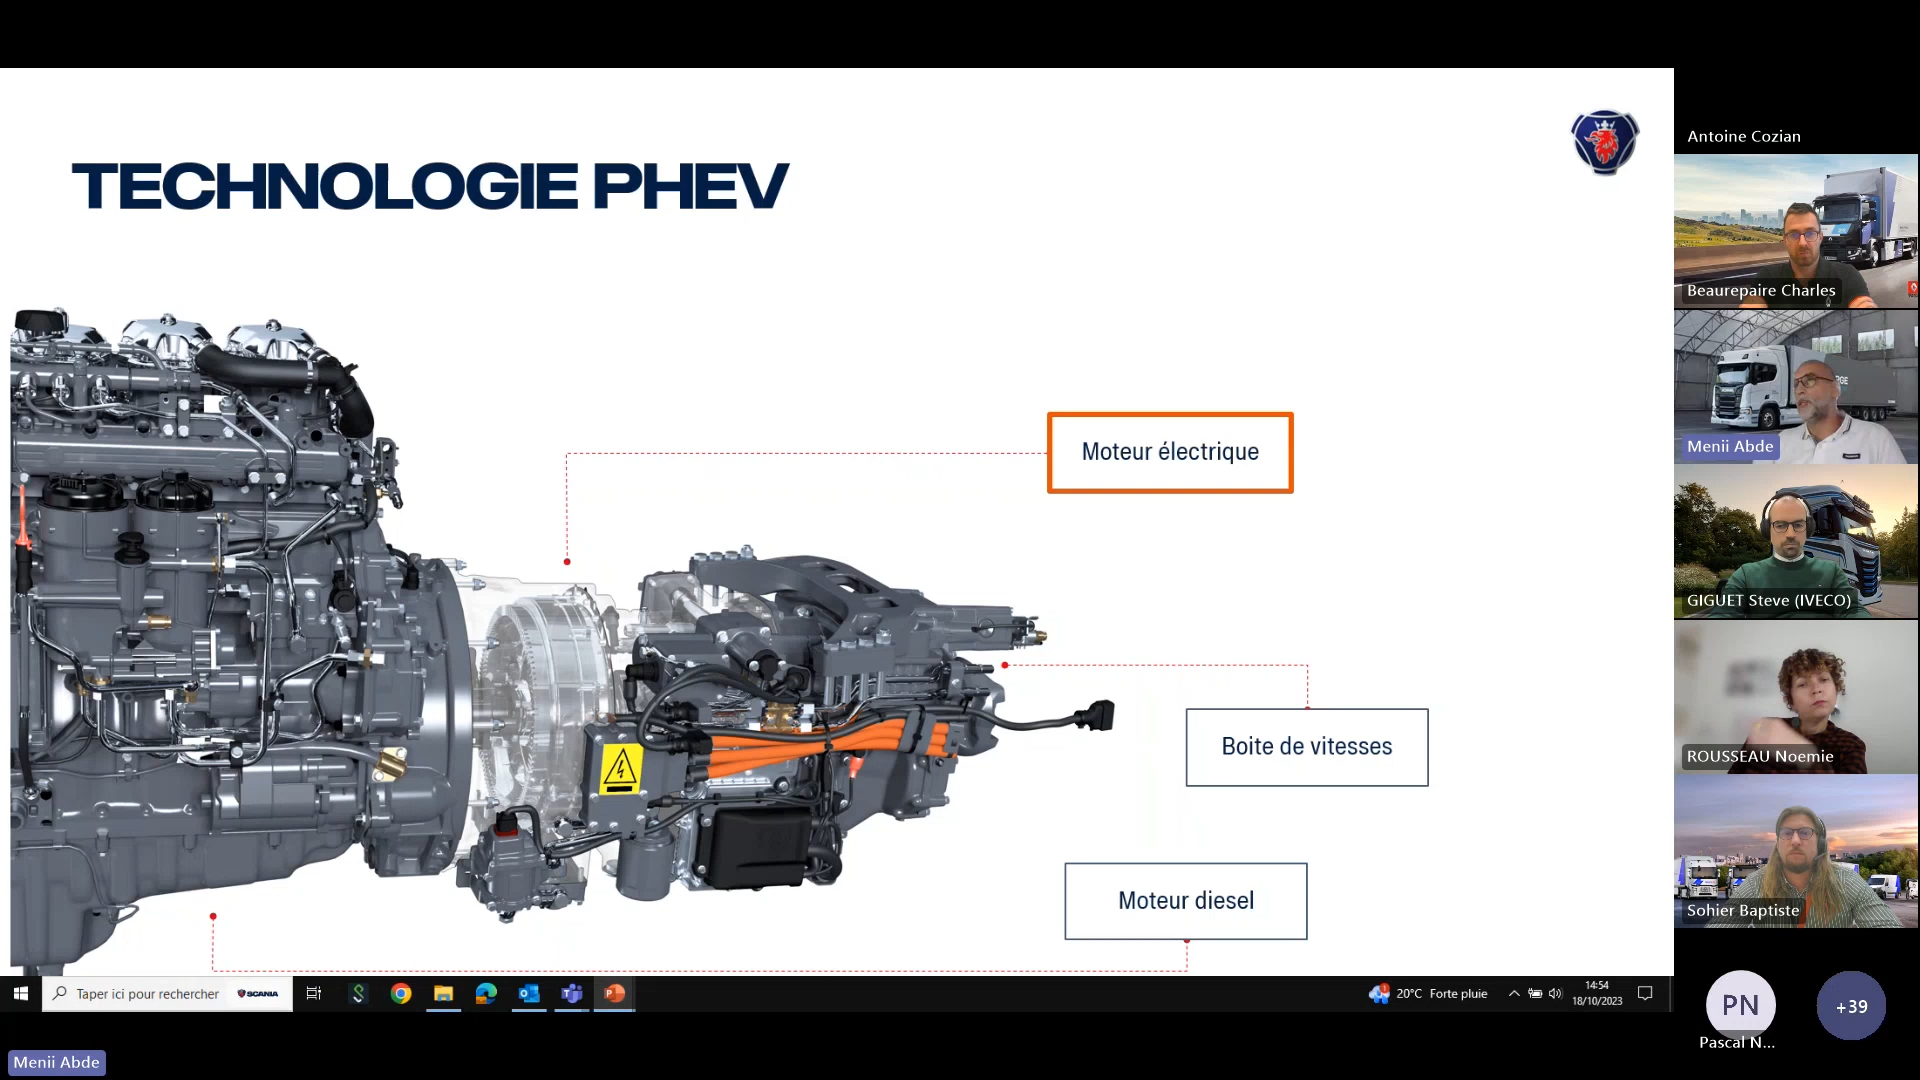 TECHNOLOGIE PHEV
Moteur électrique
Boite de vitesses
Moteur diesel
Taper ici pour rechercher
SCANIA
20°C Forte pluie
14:54
18/10/2023
Menii Abde
Antoine Cozian
Beaurepaire Charles
Menii Abde
GIGUET Steve (IVECO)
ROUSSEAU Noemie
Sohier Baptiste
PN
+39
Pascal N...